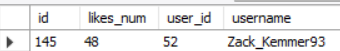 id likes_num user_id username
145 48 52 Zack_Kemmer93